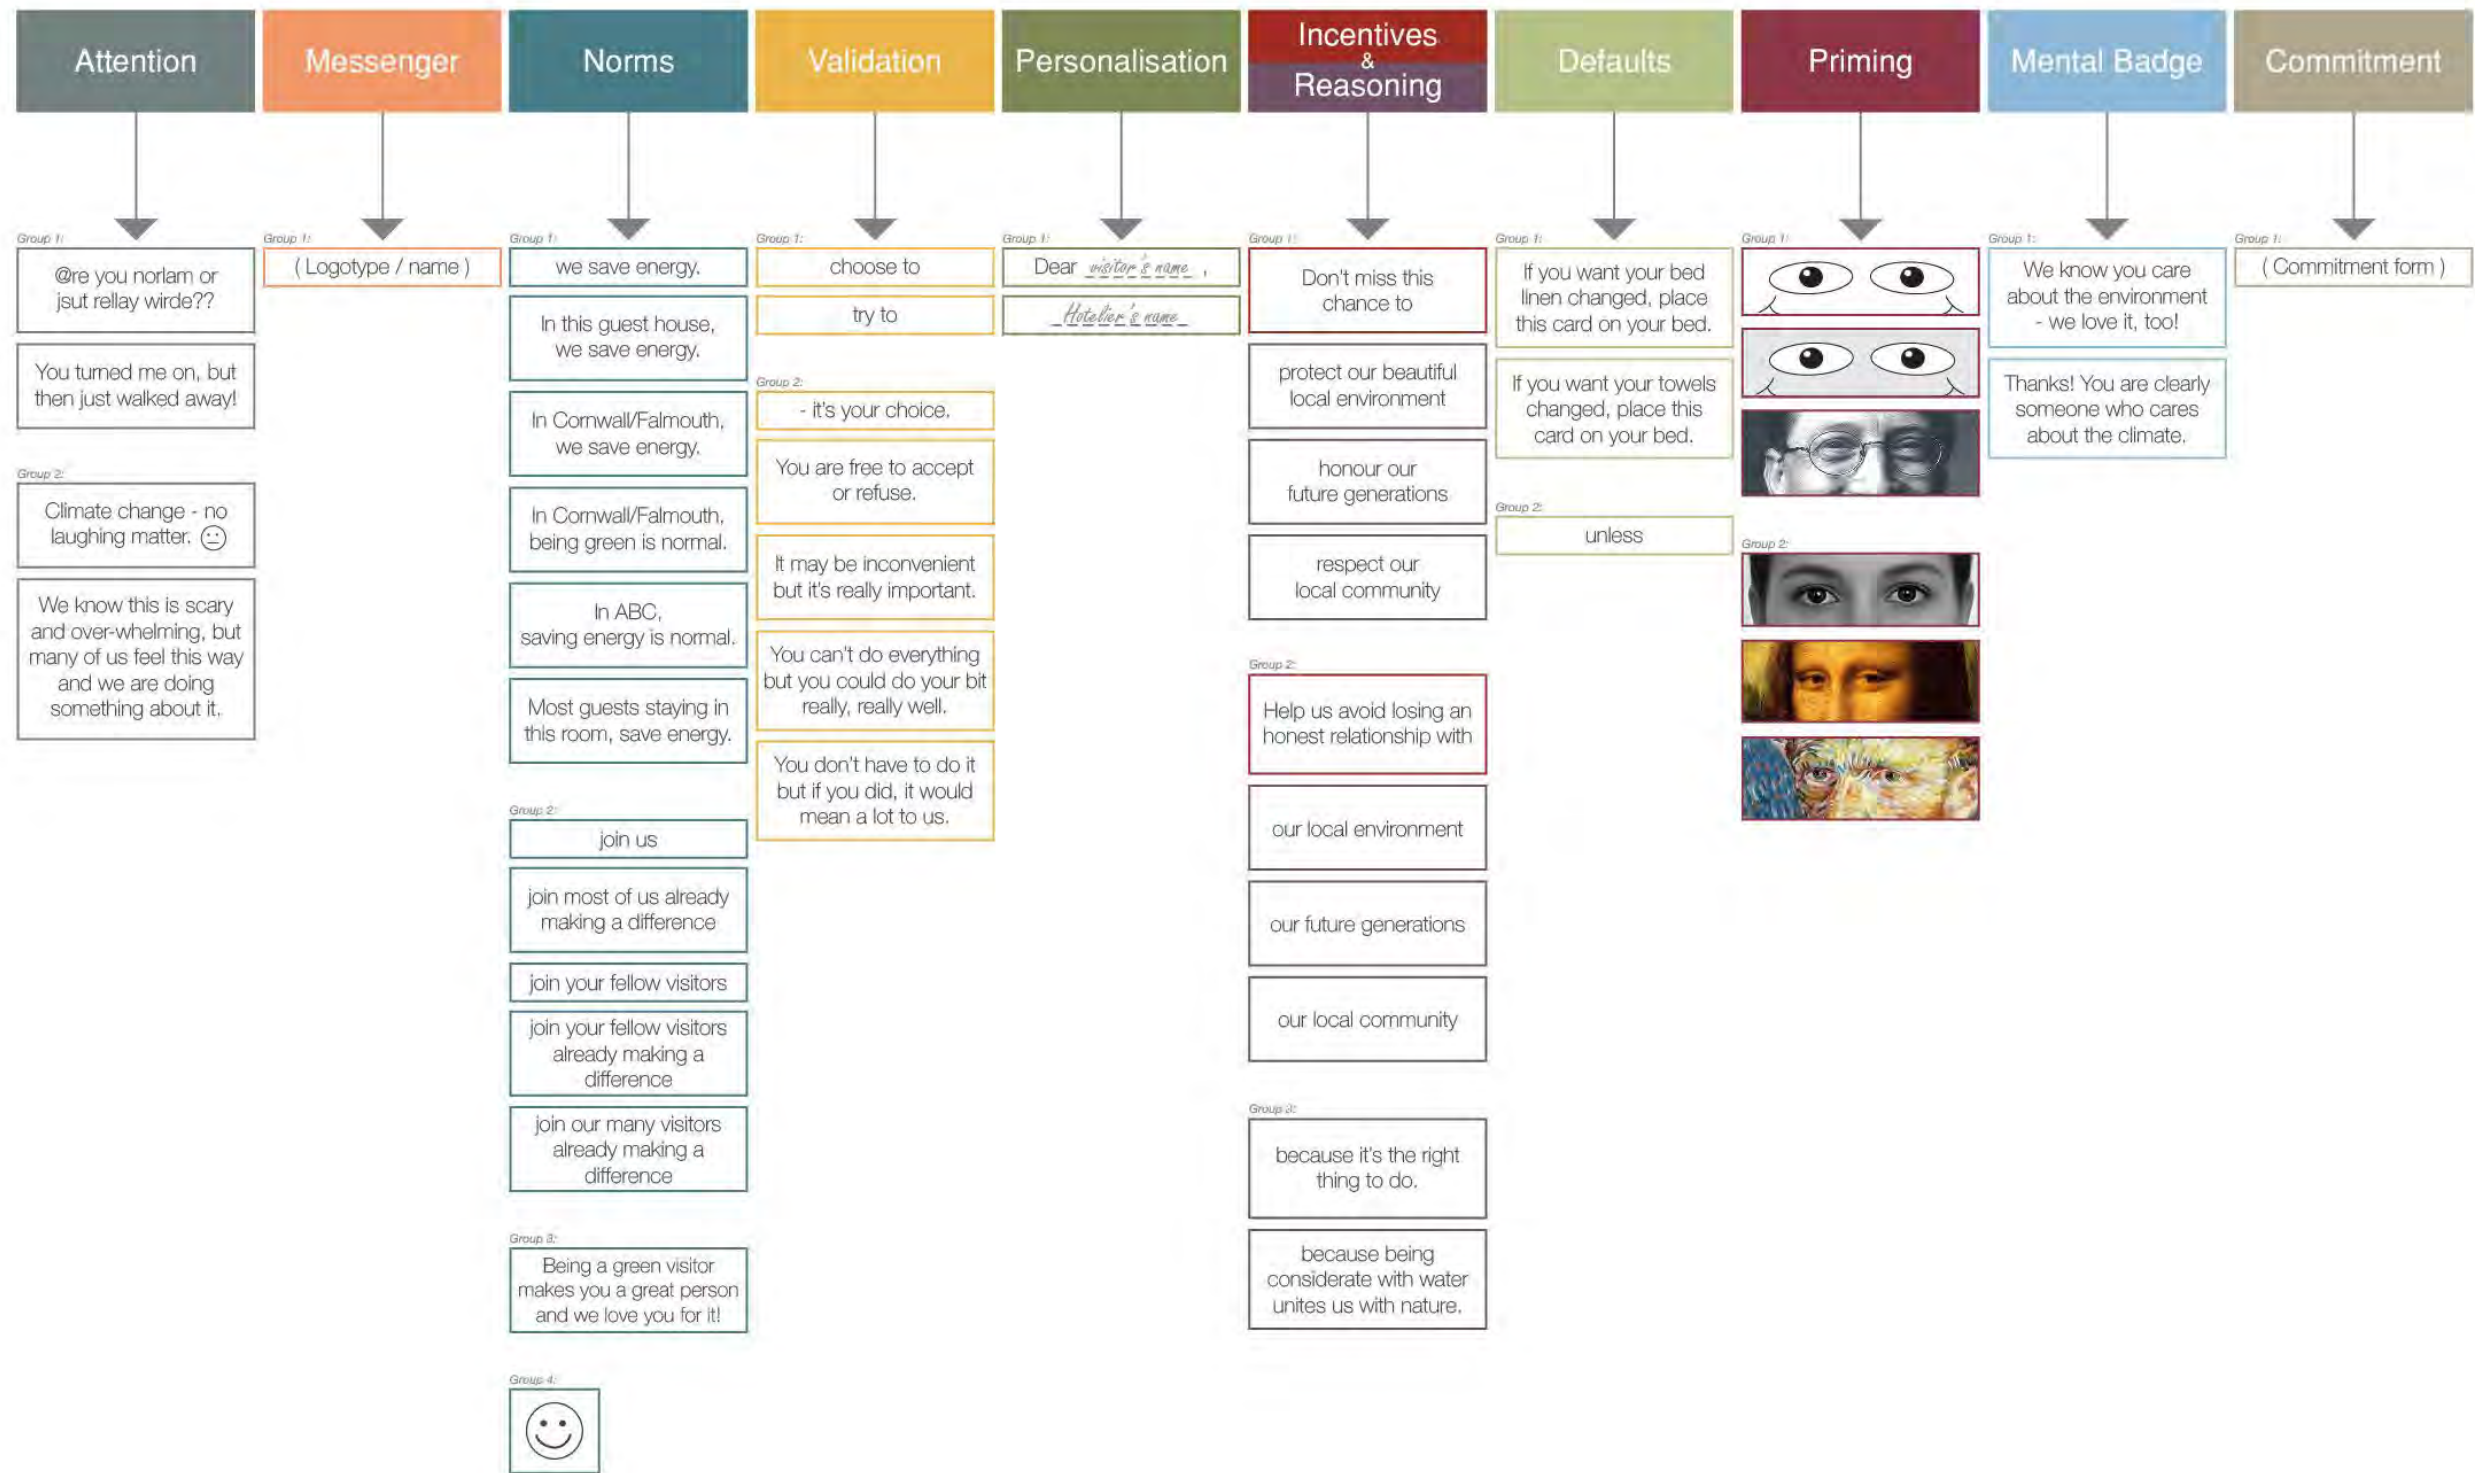 Attention
Group 1:
@re you norlam or
jsut rellay wirde??
You turned me on, but
then just walked away!
Group 2:
Climate change - no
laughing matter.
We know this is scary
and over-whelming, but
many of us feel this way
and we are doing
something about it.
Messenger
Group 1:
( Logotype / name )
Norms
Group 1:
we save energy.
In this guest house,
we save energy.
In Cornwall/Falmouth,
we save energy.
In Cornwall/Falmouth,
being green is normal.
In ABC,
saving energy is normal.
Most guests staying in
this room, save energy.
Group 2:
join us
join most of us already
making a difference
join your fellow visitors
join your fellow visitors
already making a
difference
join our many visitors
already making a
difference
Group 3:
Being a green visitor
makes you a great person
and we love you for it!
Group 4:
Validation
Group 1:
choose to
try to
Group 2:
- it's your choice.
You are free to accept
or refuse.
It may be inconvenient
but it's really important.
You can't do everything
but you could do your bit
really, really well.
You don't have to do it
but if you did, it would
mean a lot to us.
Personalisation
Group 1:
Dear visitor's name ,
Hotelier's name
Incentives
&
Reasoning
Group 1:
Don't miss this
chance to
protect our beautiful
local environment
honour our
future generations
respect our
local community
Group 2:
Help us avoid losing an
honest relationship with
our local environment
our future generations
our local community
Group 3:
because it's the right
thing to do.
because being
considerate with water
unites us with nature.
Defaults
Group 1:
If you want your bed
linen changed, place
this card on your bed.
If you want your towels
changed, place this
card on your bed.
Group 2:
unless
Priming
Group 1:
Group 2:
Mental Badge
Group 1:
We know you care
about the environment
- we love it, too!
Thanks! You are clearly
someone who cares
about the climate.
Commitment
Group 1:
( Commitment form )